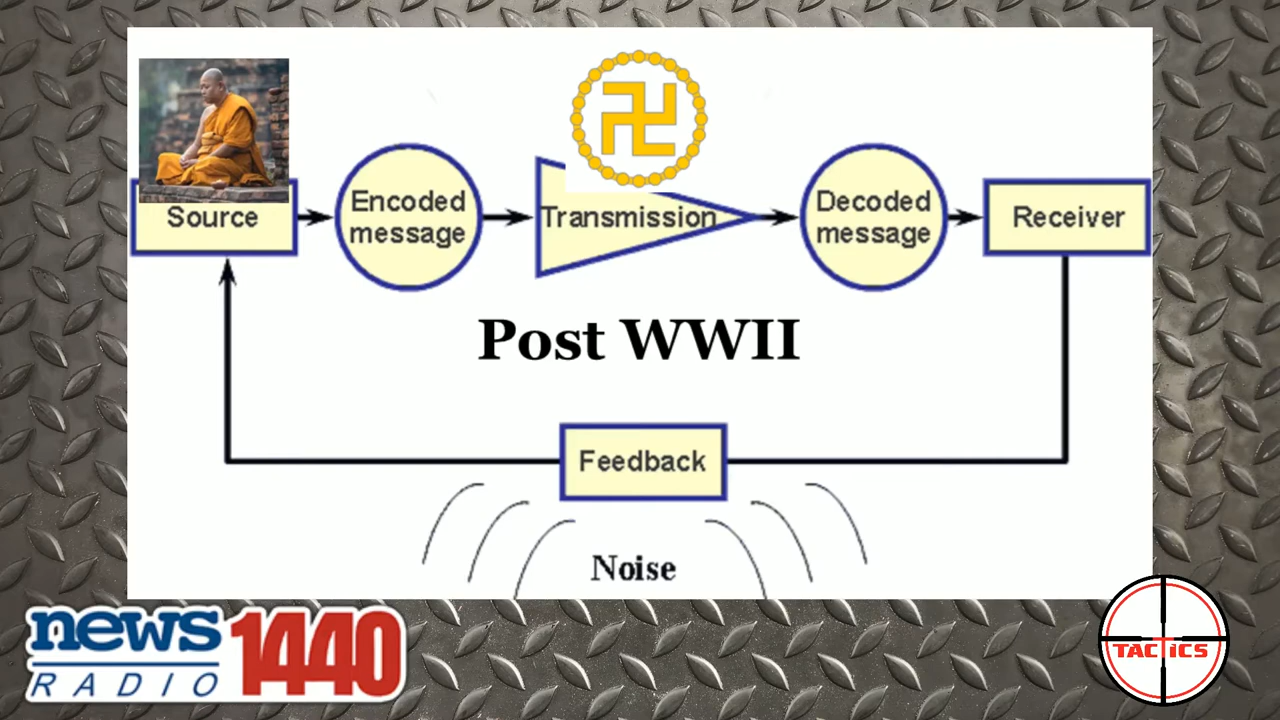 Source
Encoded
message
Transmission
Decoded
message
Receiver
Post WWII
Feedback
Noise
news
RADIO
1440
TACTICS